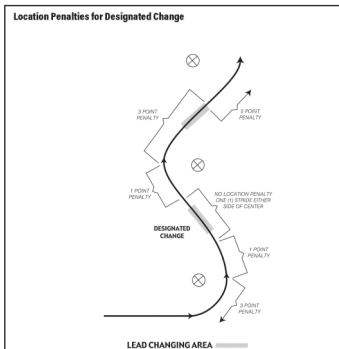 Location Penalties for Designated Change
3 POINT
PENALTY
5 POINT
PENALTY
1 POINT
PENALTY
NO LOCATION PENALTY
ONE (1) STRIDE EITHER
SIDE OF CENTER
DESIGNATED
CHANGE
1 POINT
PENALTY
3 POINT
PENALTY
LEAD CHANGING AREA